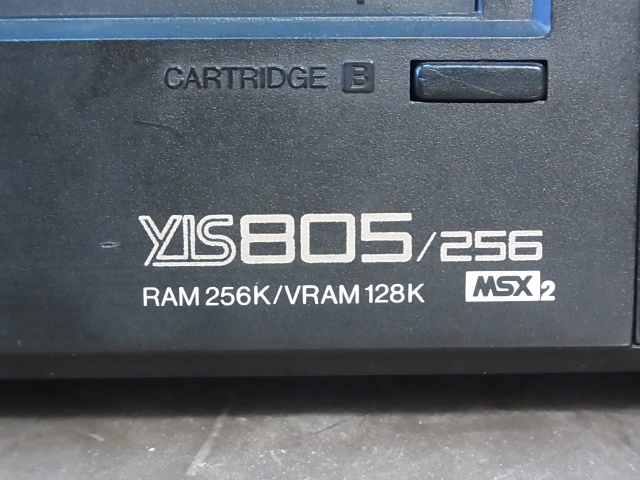 CARTRIDGE B
YIS805/256
RAM 256K/VRAM 128K
MSX2